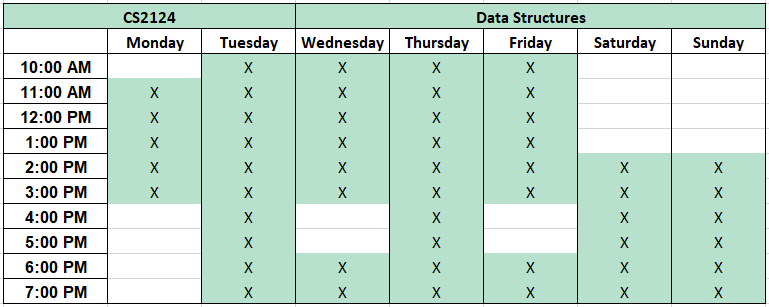 CS2124 Data Structures
Monday Tuesday Wednesday Thursday Friday Saturday Sunday
10:00 AM X X X X
11:00 AM X X X X X
12:00 PM X X X X X
1:00 PM X X X X X
2:00 PM X X X X X X X
3:00 PM X X X X X X X
4:00 PM X X X X
5:00 PM X X X X
6:00 PM X X X X X X
7:00 PM X X X X X X